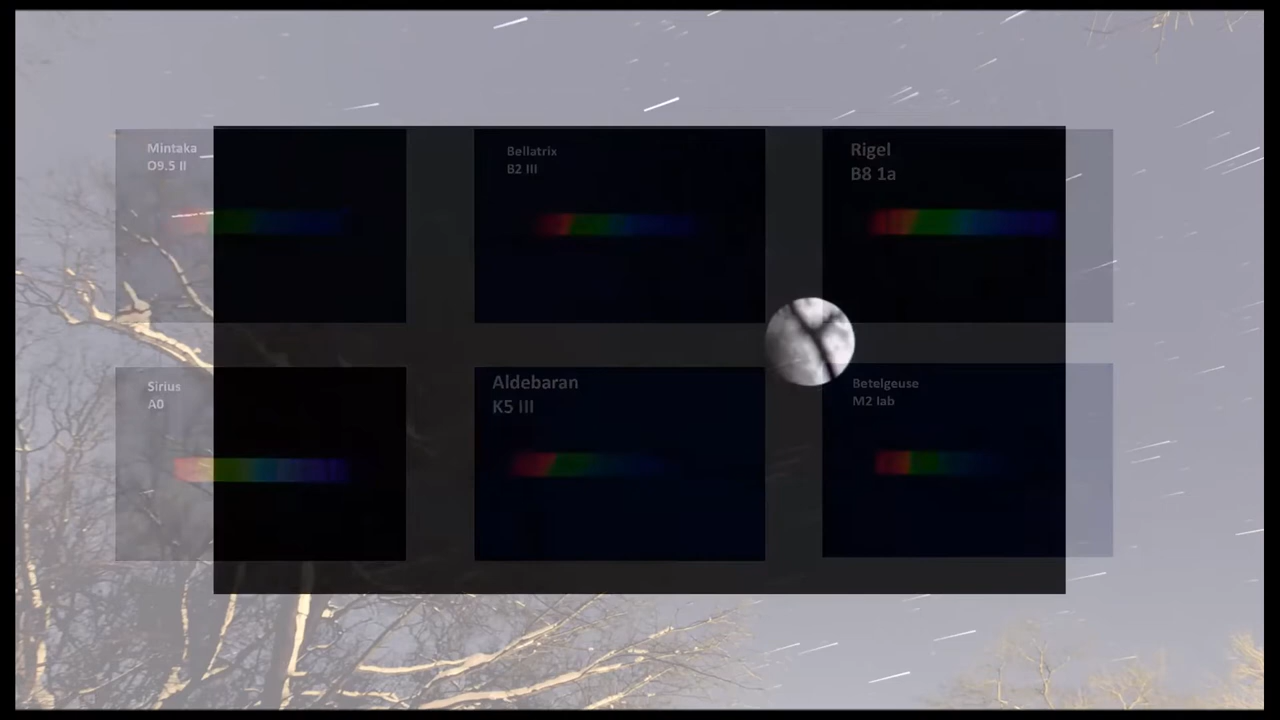 Mintaka
O9.5 II
Bellatrix
B2 III
Rigel
B8 1a
Sirius
A0
Aldebaran
K5 III
Betelgeuse
M2 Iab